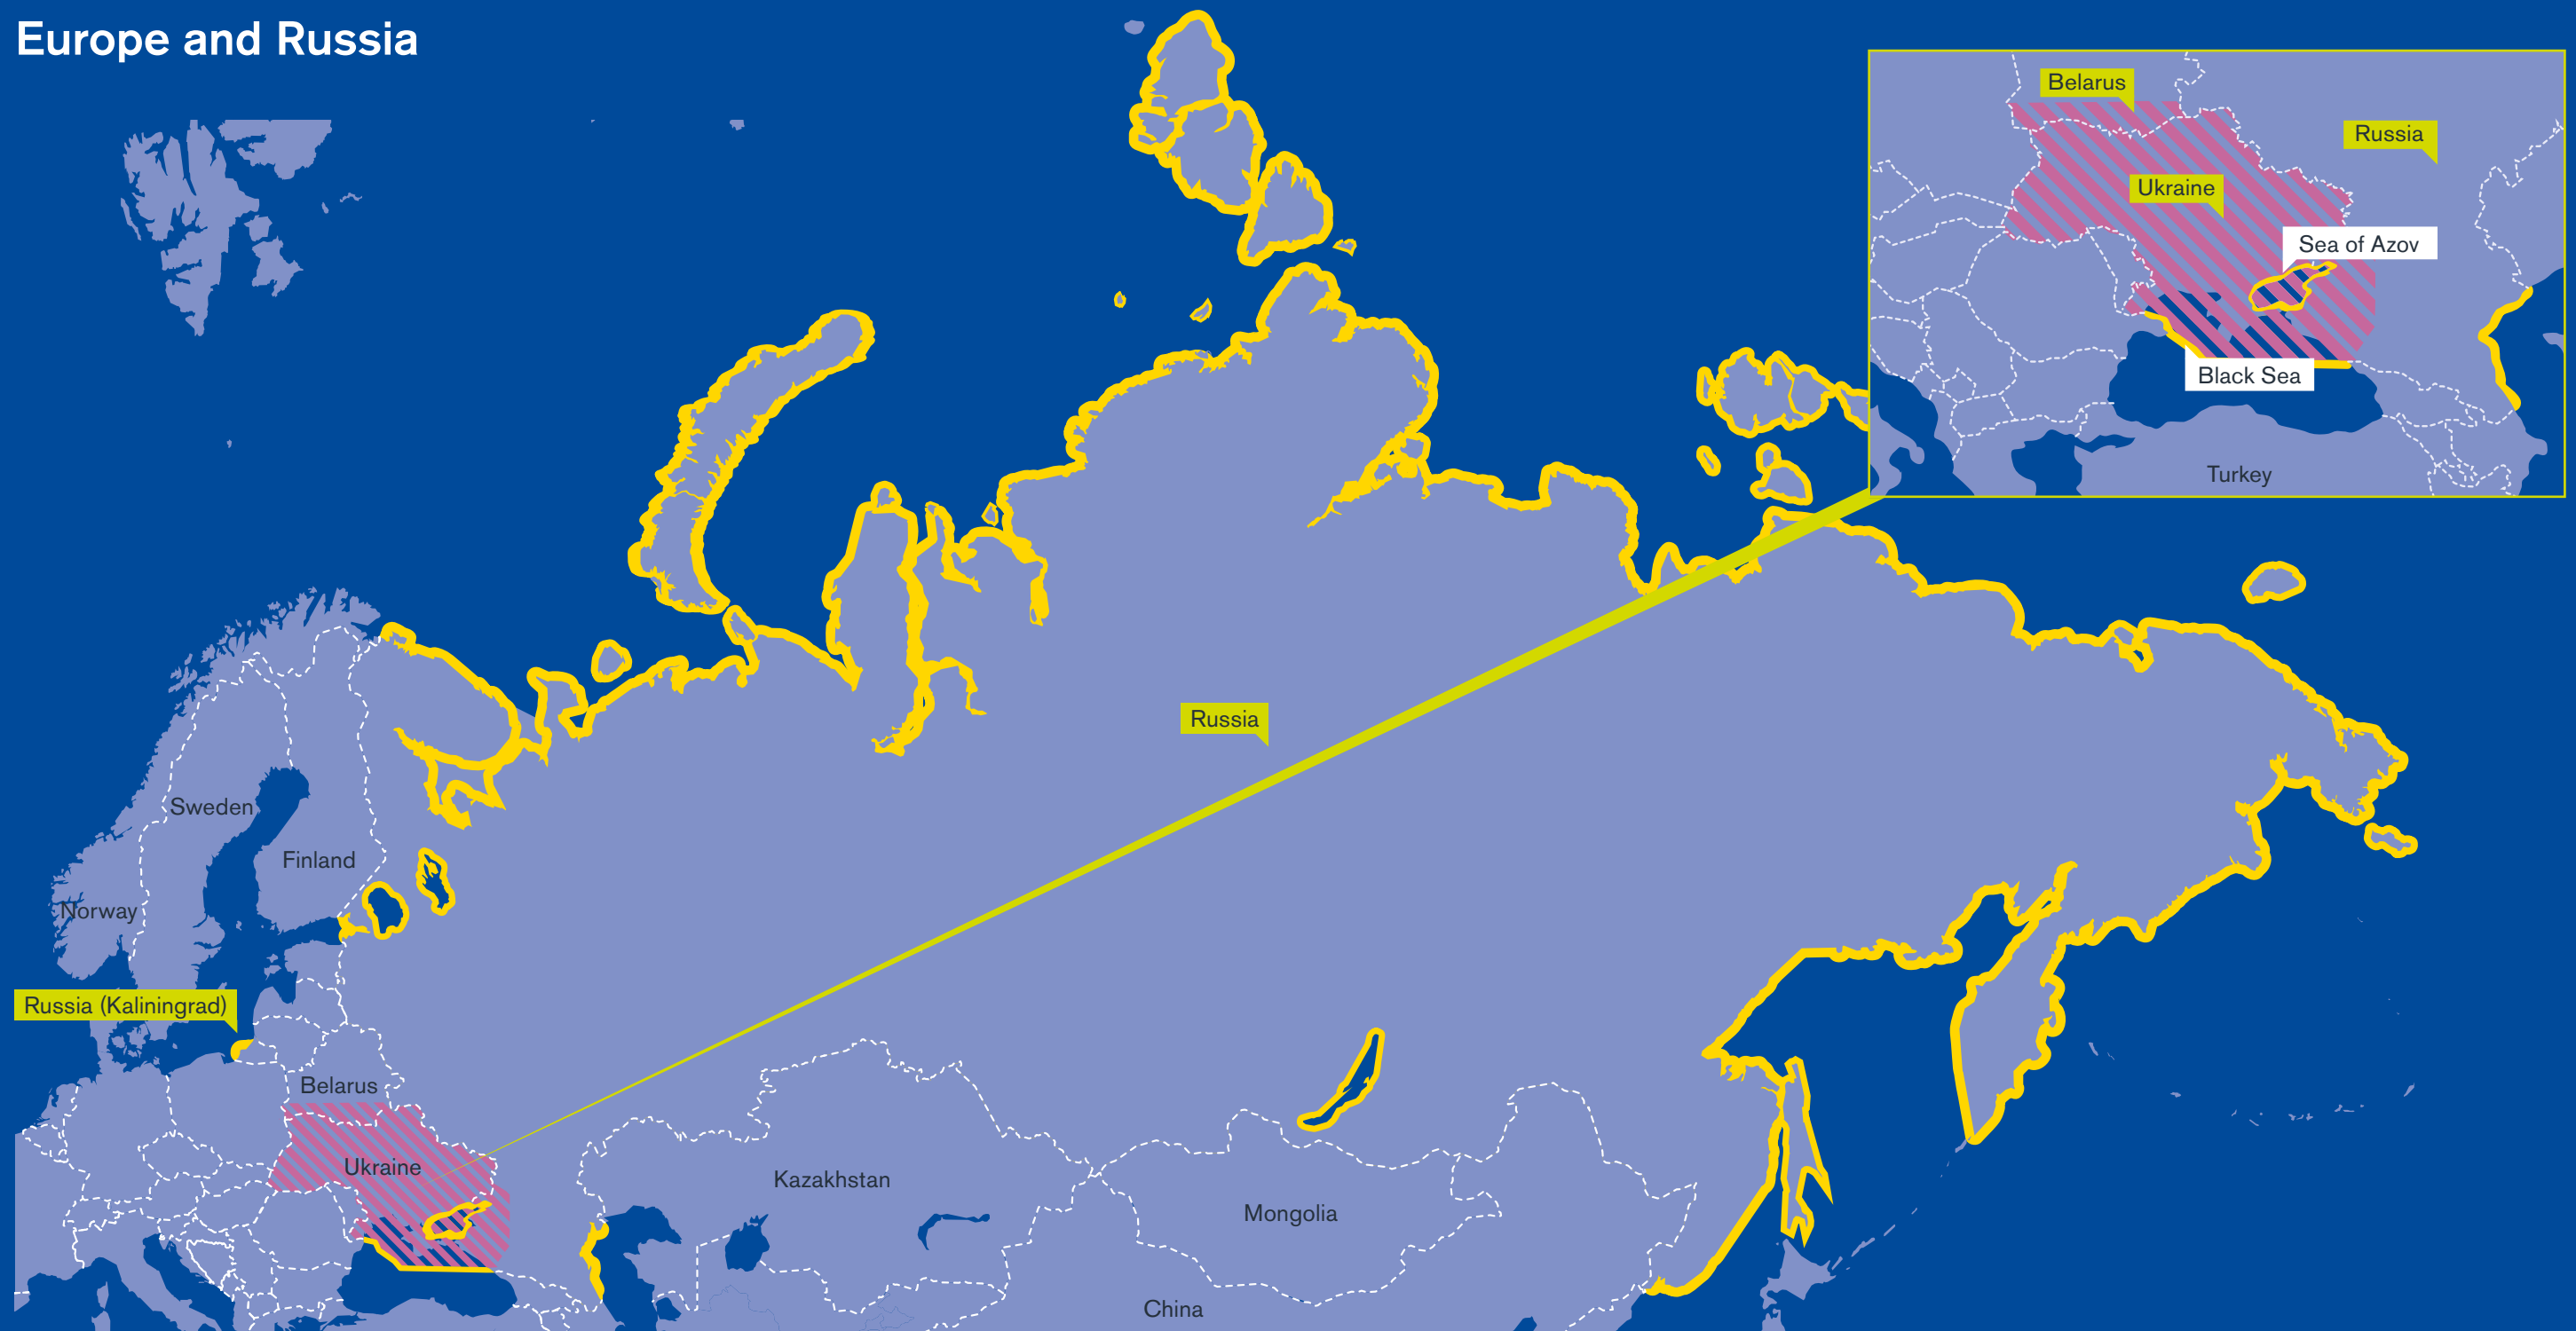 Europe and Russia
Belarus
Russia
Ukraine
Sea of Azov
Black Sea
Turkey
Russia
Sweden
Finland
Norway
Russia (Kaliningrad)
Belarus
Ukraine
Kazakhstan
Mongolia
China